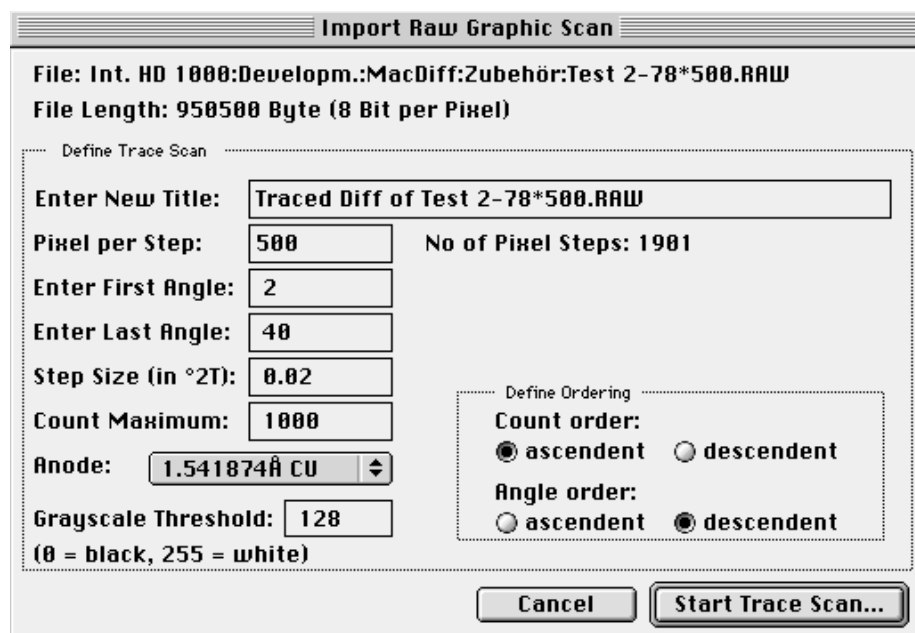 Import Raw Graphic Scan
File: Int. HD 1000:Developm.:MacDiff:Zubehör:Test 2-78*500.RAW
File Length: 950500 Byte (8 Bit per Pixel)
Define Trace Scan
Enter New Title: Traced Diff of Test 2-78*500.RAW
Pixel per Step: 500 No of Pixel Steps: 1901
Enter First Angle: 2
Enter Last Angle: 40
Step Size (in °2T): 0.02
Count Maximum: 1000
Anode: 1.541874Å CU
Grayscale Threshold: 128
(0 = black, 255 = white)
Define Ordering
Count order:
ascendent descendent
Angle order:
ascendent descendent
Cancel Start Trace Scan...